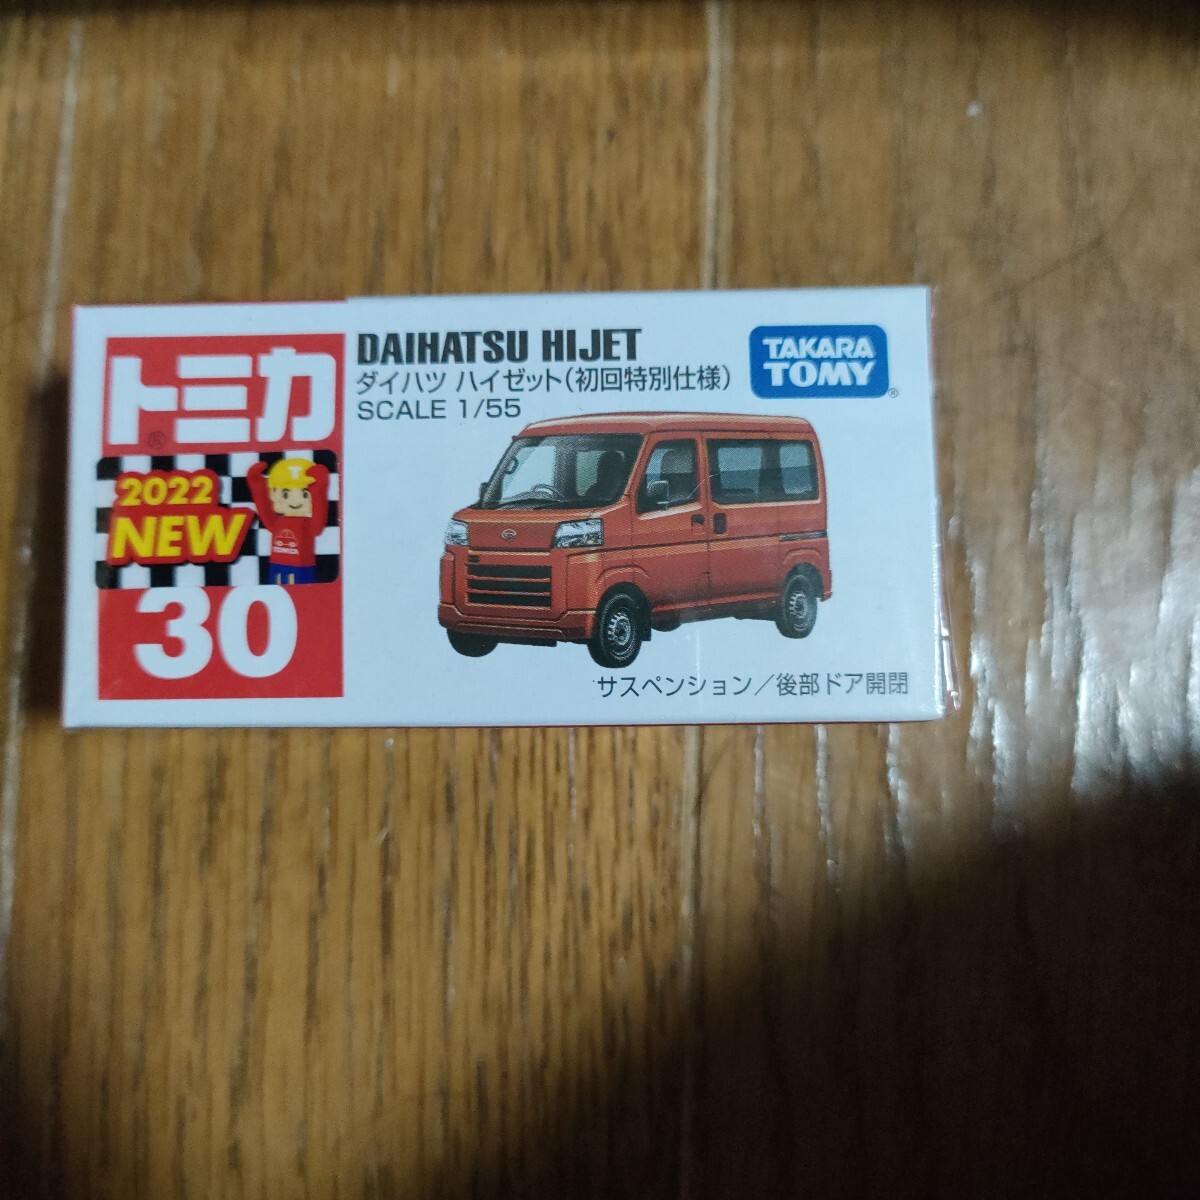 トミカ
®
2022
NEW
T
TOMICA
30
DAIHATSU HIJET
ダイハツ ハイゼット(初回特別仕様)
SCALE 1/55
TAKARA
TOMY
®
サスペンション/後部ドア開閉